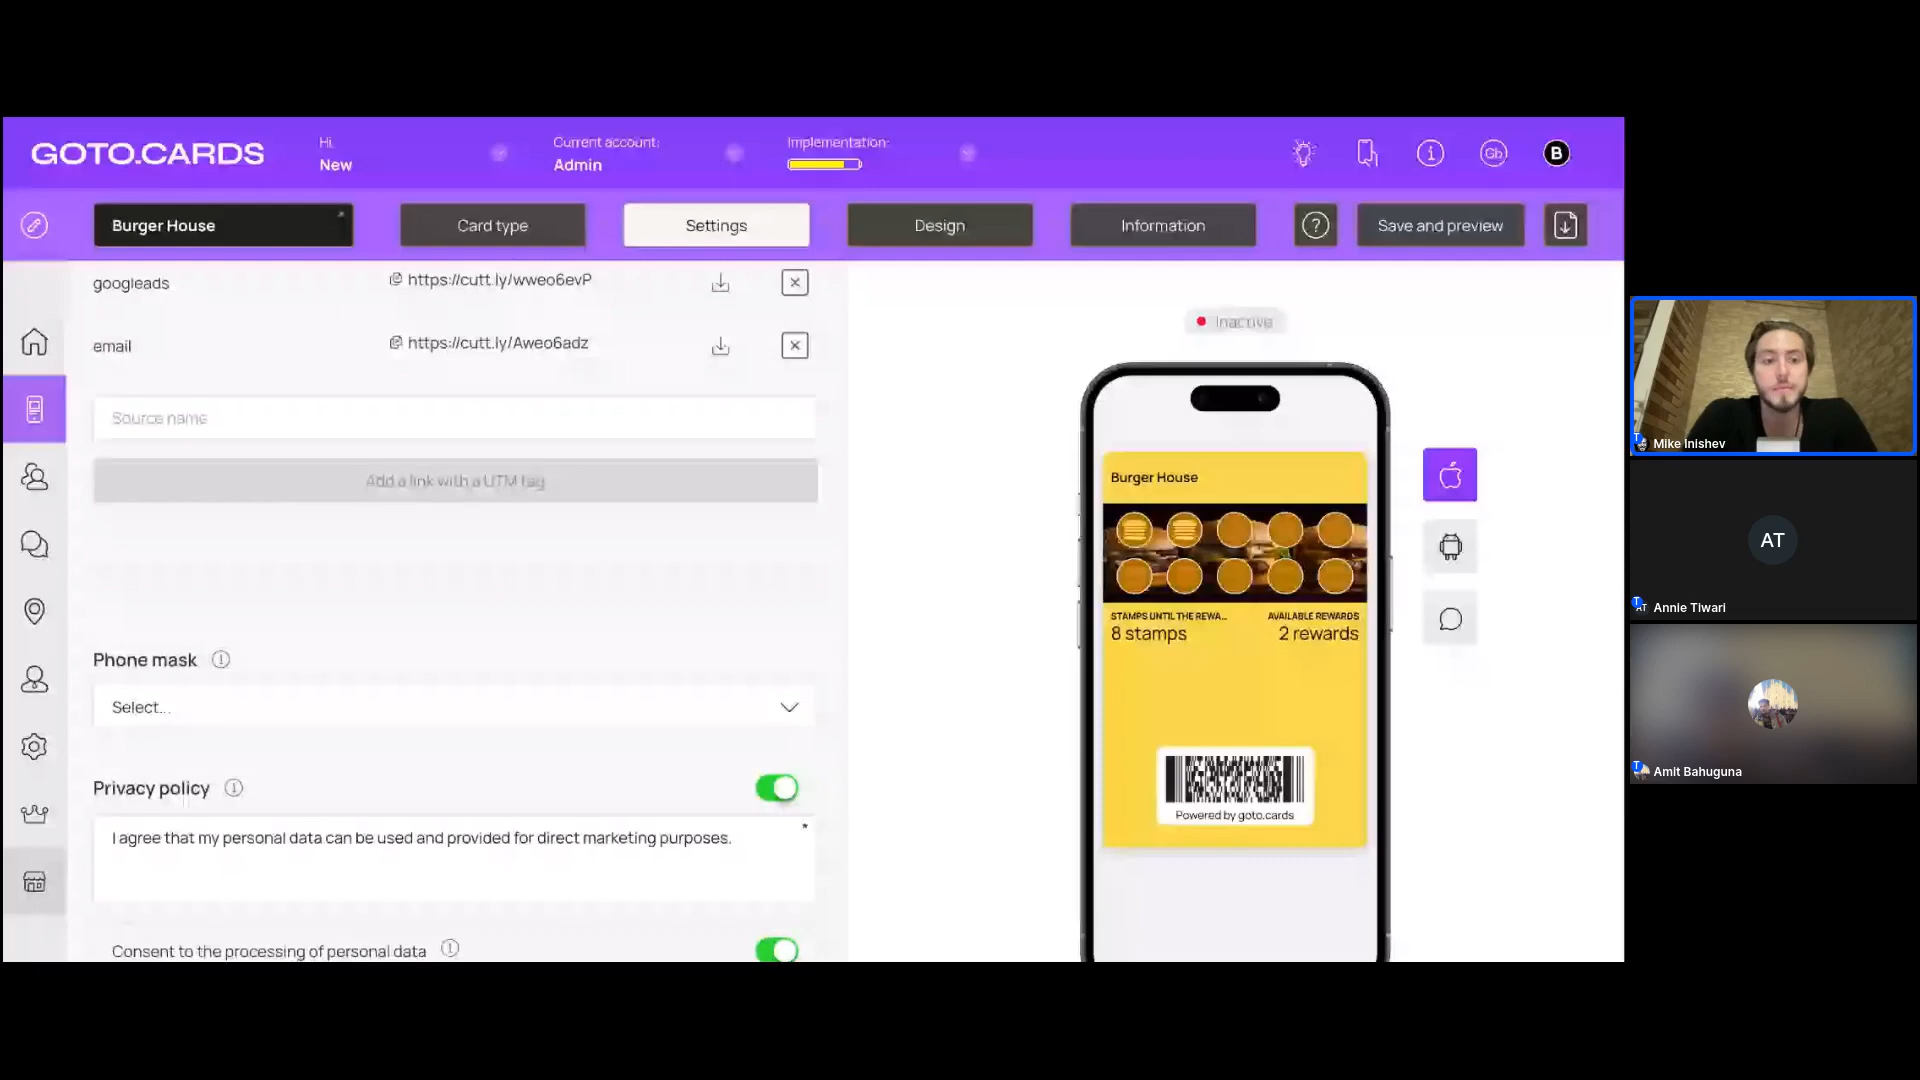 GOTO.CARDS
Hi,
New
Current account:
Admin
Implementation:
Gb
B
Burger House *
Card type
Settings
Design
Information
?
Save and preview
googleads
https://cutt.ly/wweo6evP
email
https://cutt.ly/Aweo6adz
Source name
Add a link with a UTM tag
Phone mask
Select...
Privacy policy
I agree that my personal data can be used and provided for direct marketing purposes. *
Consent to the processing of personal data
Inactive
Burger House
STAMPS UNTIL THE REWA...
AVAILABLE REWARDS
8 stamps
2 rewards
Powered by goto.cards
Mike Inishev
AT
Annie Tiwari
Amit Bahuguna